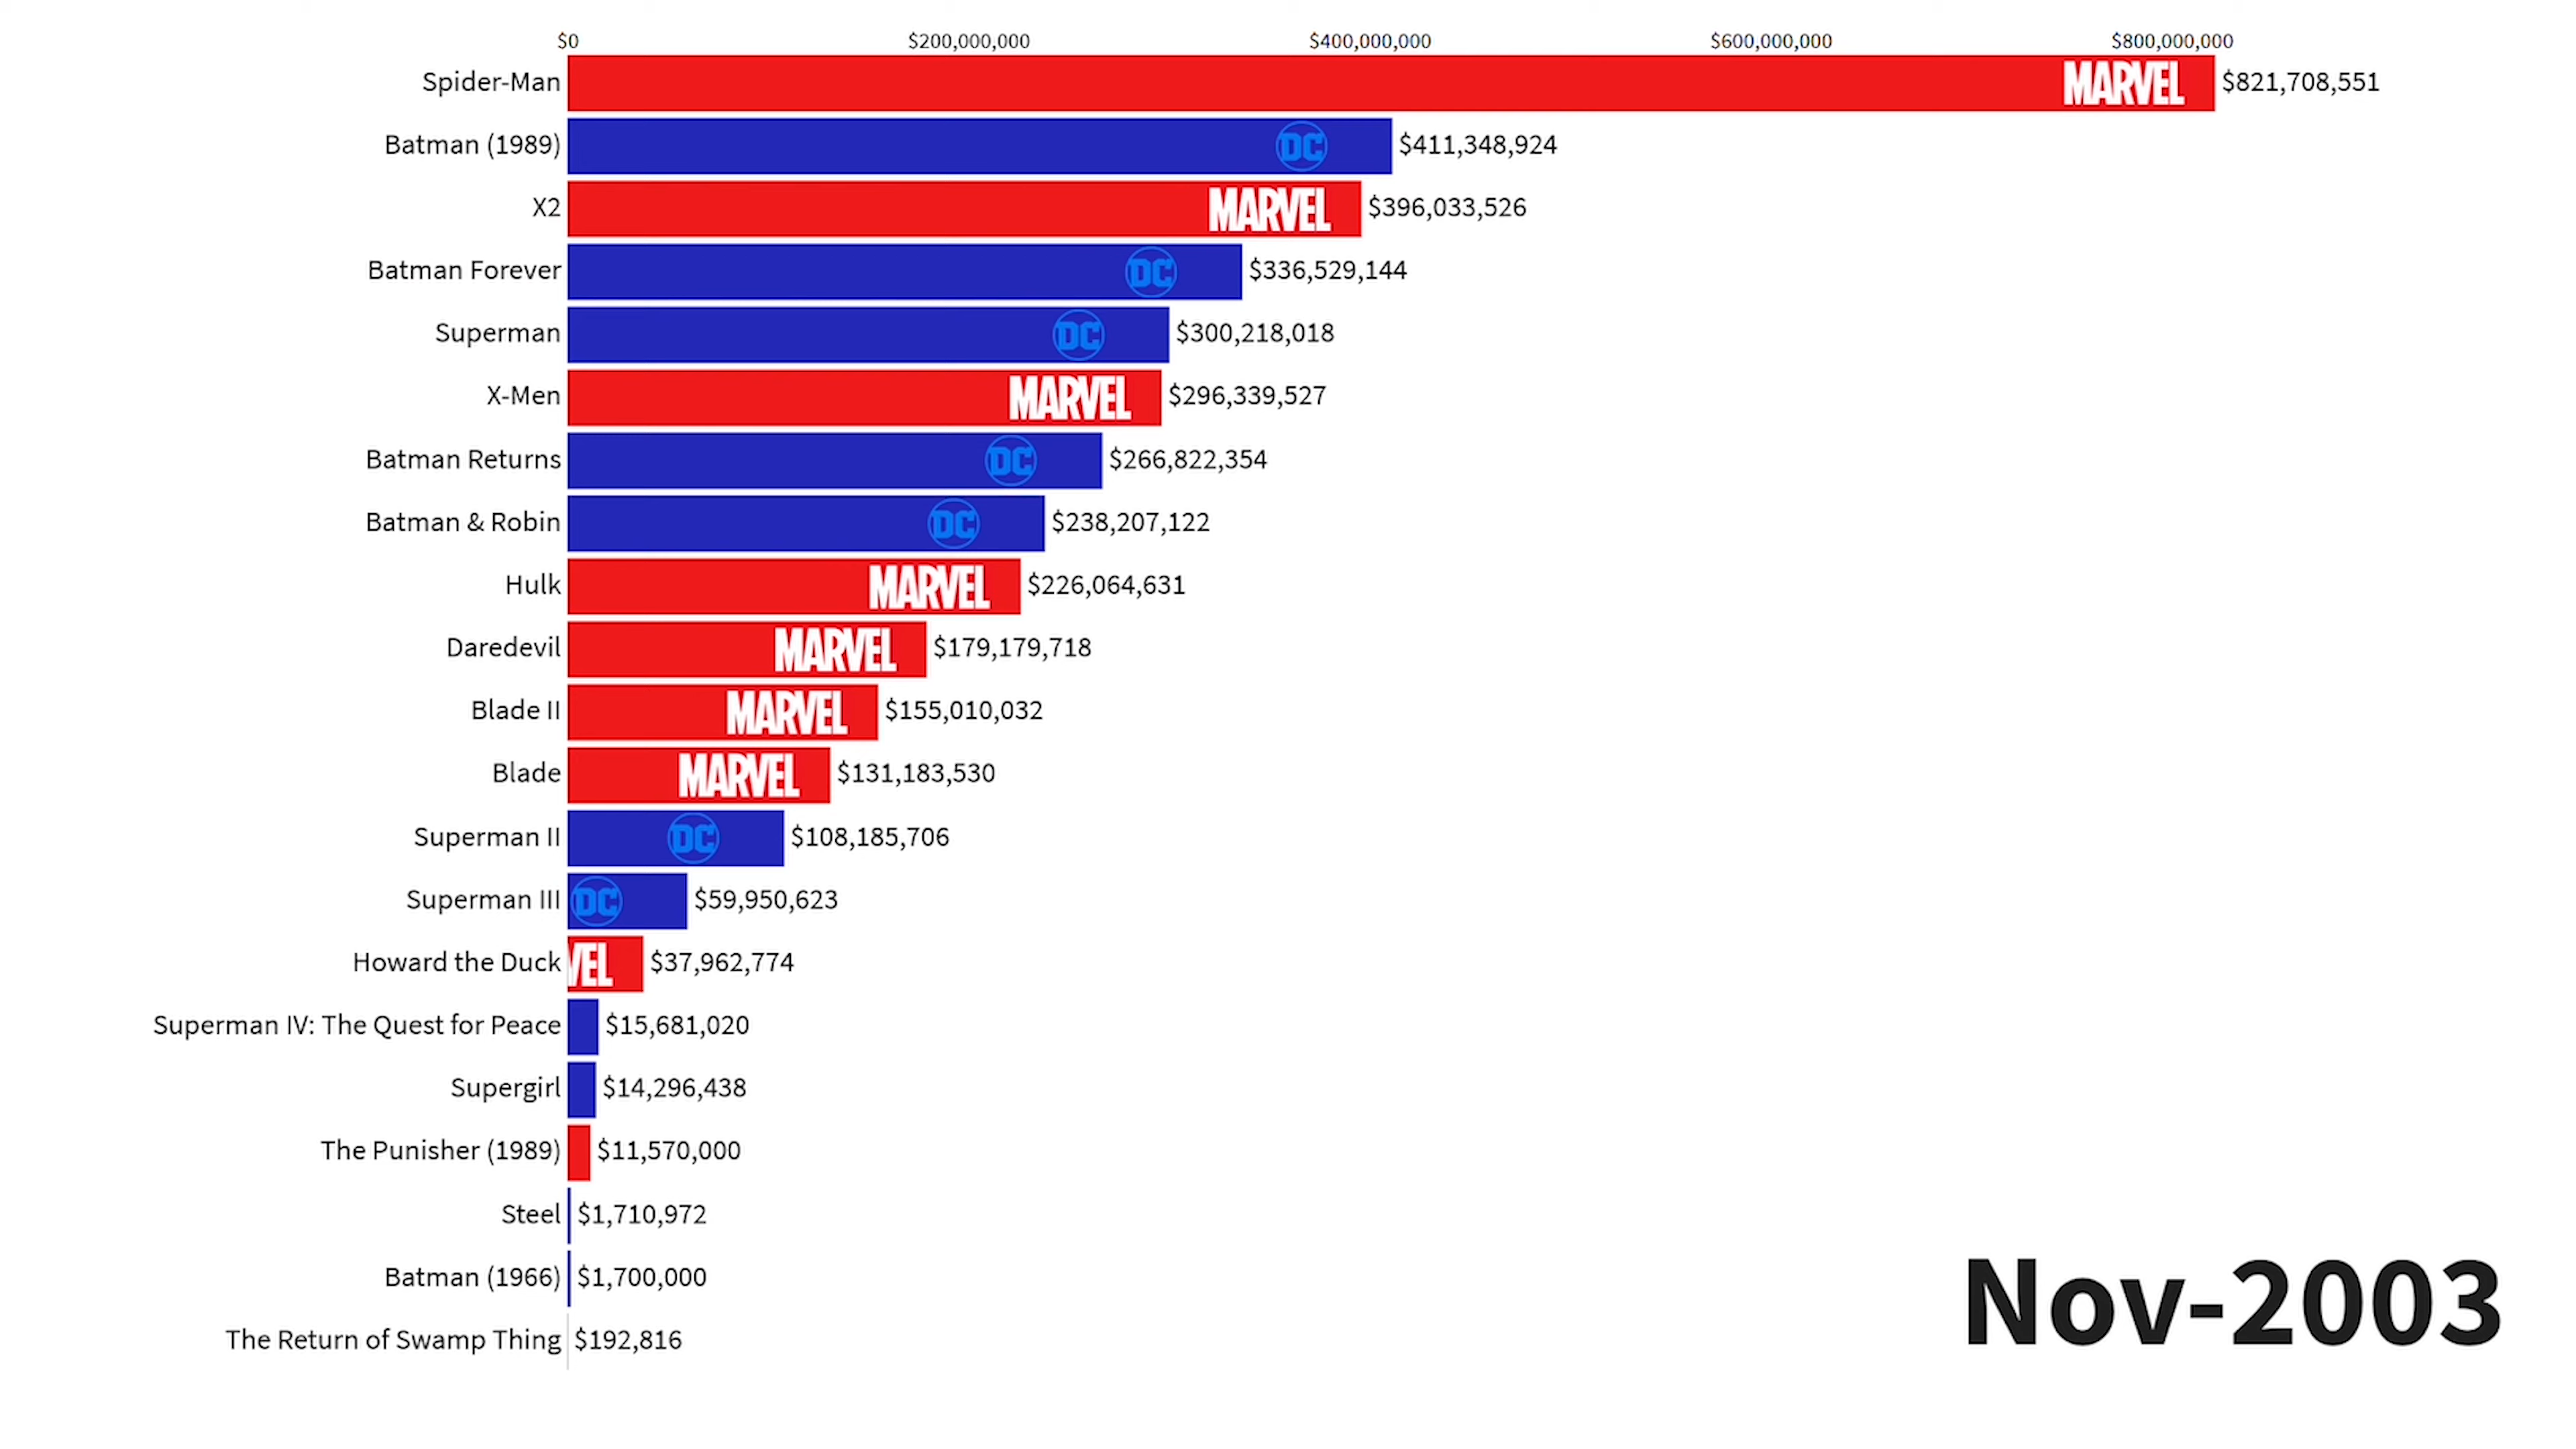 $0 $200,000,000 $400,000,000 $600,000,000 $800,000,000
Spider-Man MARVEL $821,708,551
Batman (1989) DC $411,348,924
X2 MARVEL $396,033,526
Batman Forever DC $336,529,144
Superman DC $300,218,018
X-Men MARVEL $296,339,527
Batman Returns DC $266,822,354
Batman & Robin DC $238,207,122
Hulk MARVEL $226,064,631
Daredevil MARVEL $179,179,718
Blade II MARVEL $155,010,032
Blade MARVEL $131,183,530
Superman II DC $108,185,706
Superman III DC $59,950,623
Howard the Duck VEL $37,962,774
Superman IV: The Quest for Peace $15,681,020
Supergirl $14,296,438
The Punisher (1989) $11,570,000
Steel $1,710,972
Batman (1966) $1,700,000
The Return of Swamp Thing $192,816
Nov-2003